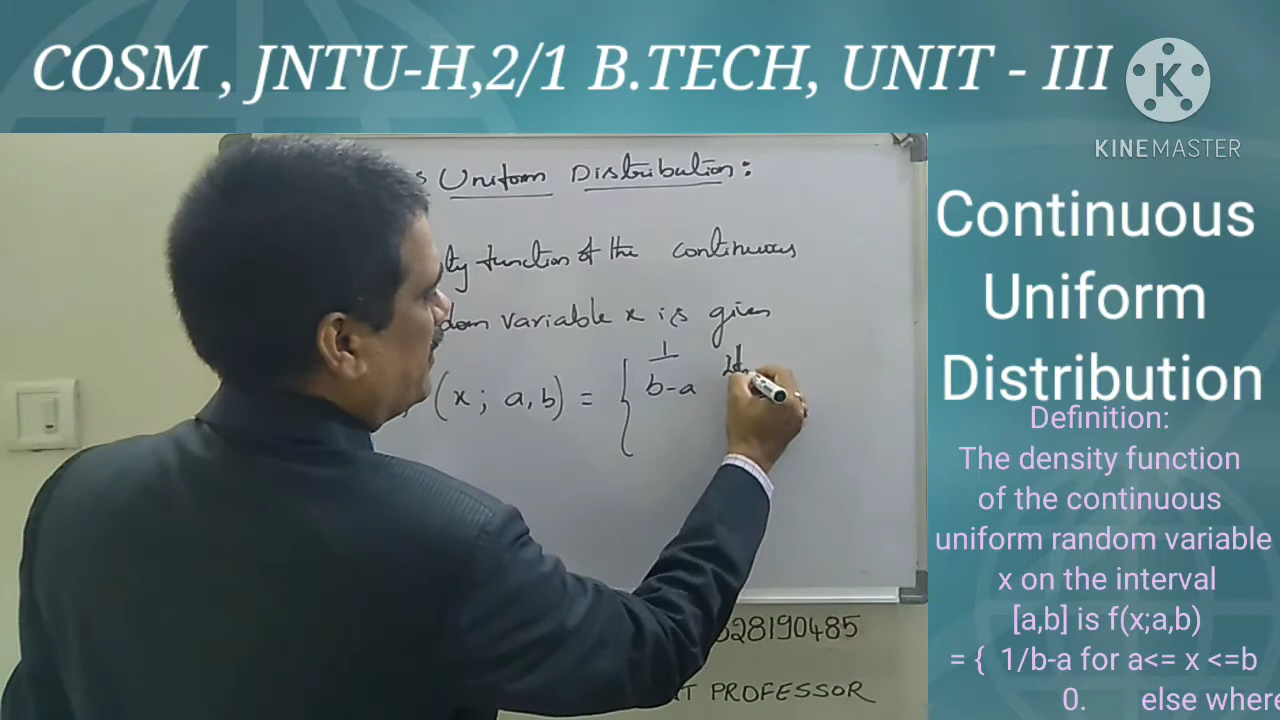 COSM , JNTU-H,2/1 B.TECH, UNIT - III
K
KINEMASTER
Uniform Distribution:
function of the continuous
variable x is given
(x; a,b) = { 1
b-a
28190485
PROFESSOR
Continuous
Uniform
Distribution
Definition:
The density function
of the continuous
uniform random variable
x on the interval
[a,b] is f(x;a,b)
= { 1/b-a for a<= x <=b
0. else where